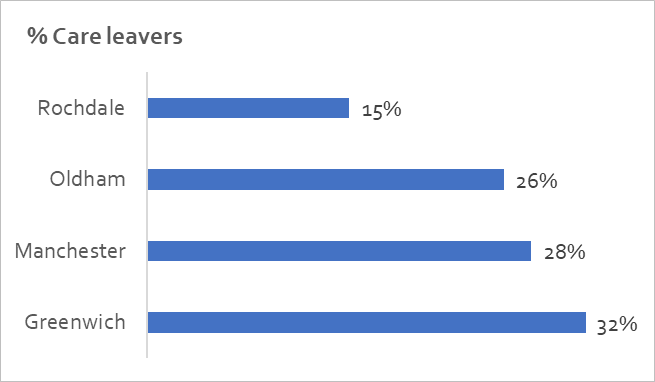 % Care leavers
Rochdale 15%
Oldham 26%
Manchester 28%
Greenwich 32%